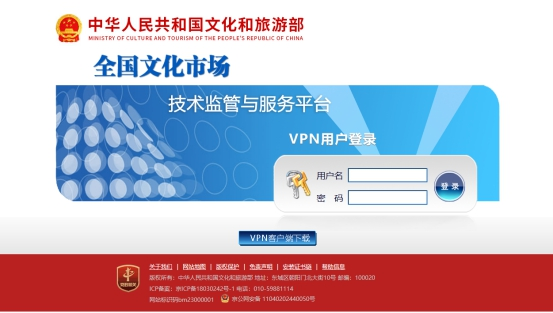 中华人民共和国文化和旅游部
MINISTRY OF CULTURE AND TOURISM OF THE PEOPLE'S REPUBLIC OF CHINA
全国文化市场
技术监管与服务平台
VPN用户登录
用户名
密 码
登 录
VPN客户端下载
关于我们 | 网站地图 | 版权保护 | 免责声明 | 安装证书链 | 帮助信息
版权所有：中华人民共和国文化和旅游部 地址：东城区朝阳门北大街10号 邮编：100020
ICP备案：京ICP备18030242号-1 电话：010-59881114
网站标识码bm23000001 京公网安备 11040202440050号